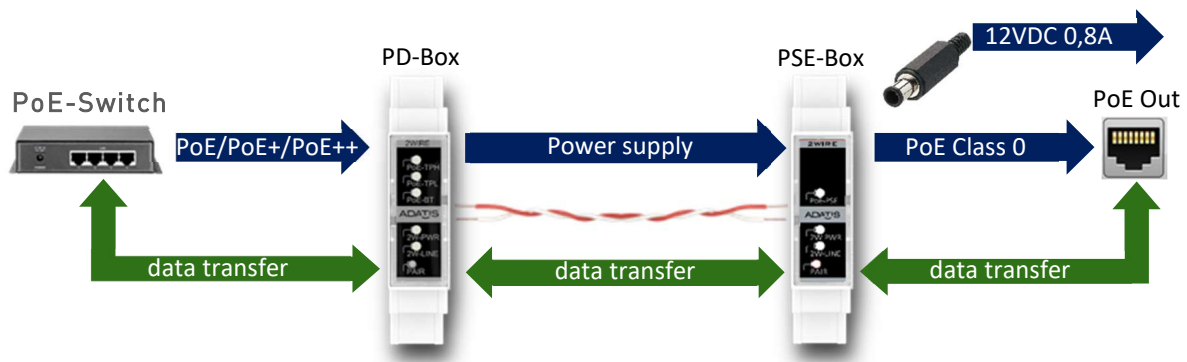 12VDC 0,8A
PD-Box
PSE-Box
PoE-Switch
PoE Out
PoE/PoE+/PoE++
Power supply
PoE Class 0
2WIRE
PoE-TPH
PoE-TPL
PoE-BT
ADATIS
2W-PWR
2W-LINE
PAIR
2WIRE
PoE-PSE
ADATIS
2W-PWR
2W-LINE
PAIR
data transfer
data transfer
data transfer